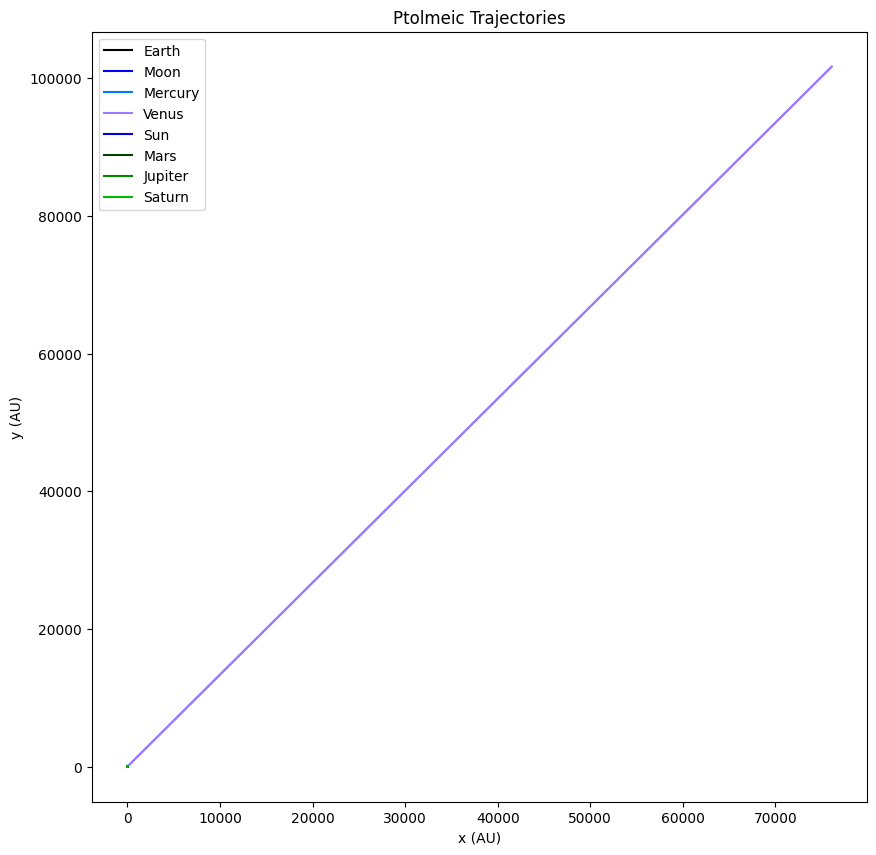 Ptolmeic Trajectories
Earth
Moon
Mercury
Venus
Sun
Mars
Jupiter
Saturn
100000
80000
60000
40000
20000
0
y (AU)
0 10000 20000 30000 40000 50000 60000 70000
x (AU)